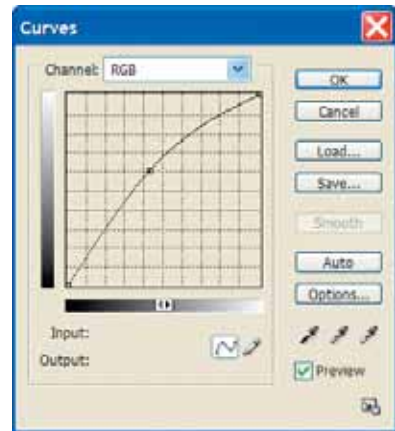 Curves
Channel: RGB
OK
Cancel
Load...
Save...
Smooth
Auto
Options...
Input:
Output:
Preview